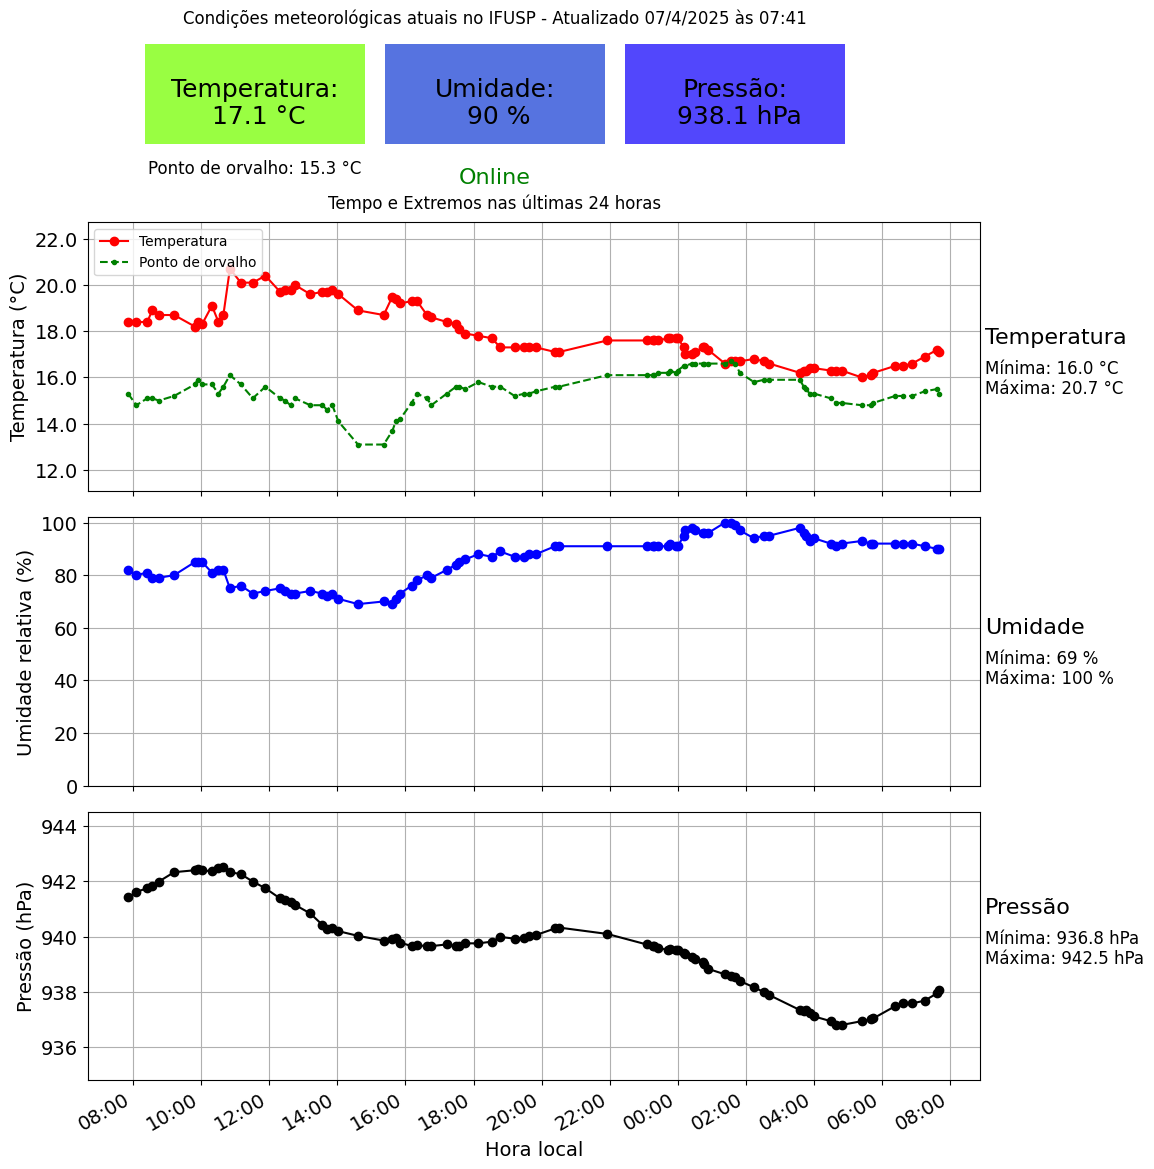 Condições meteorológicas atuais no IFUSP - Atualizado 07/4/2025 às 07:41
Temperatura:
17.1 °C
Umidade:
90 %
Pressão:
938.1 hPa
Ponto de orvalho: 15.3 °C
Online
Tempo e Extremos nas últimas 24 horas
Temperatura
Ponto de orvalho
Temperatura (°C)
22.0
20.0
18.0
16.0
14.0
12.0
Temperatura
Mínima: 16.0 °C
Máxima: 20.7 °C
Umidade relativa (%)
100
80
60
40
20
0
Umidade
Mínima: 69 %
Máxima: 100 %
Pressão (hPa)
944
942
940
938
936
Pressão
Mínima: 936.8 hPa
Máxima: 942.5 hPa
08:00
10:00
12:00
14:00
16:00
18:00
20:00
22:00
00:00
02:00
04:00
06:00
08:00
Hora local